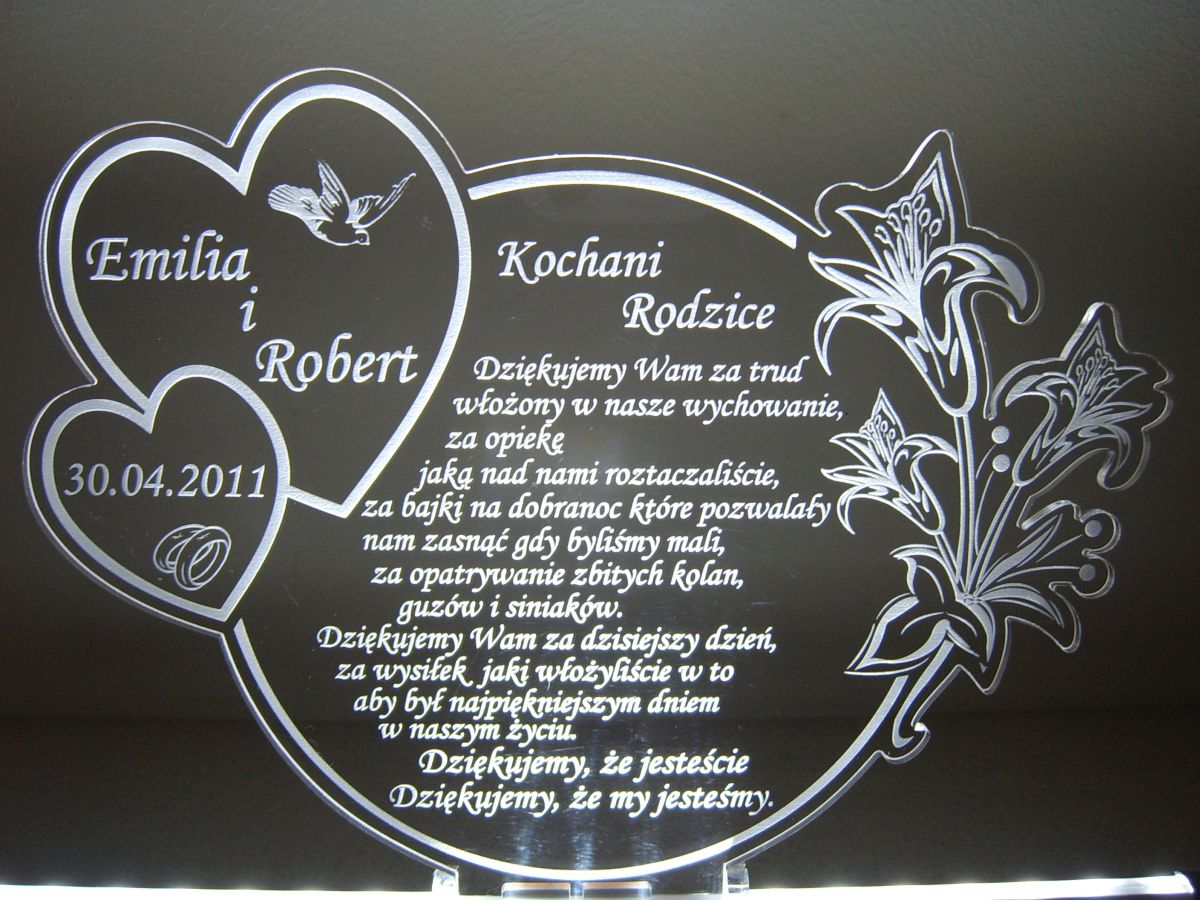 Emilia
i
Robert
30.04.2011
Kochani
Rodzice
Dziękujemy Wam za trud
włożony w nasze wychowanie,
za opiekę
jaką nad nami roztaczaliście,
za bajki na dobranoc które pozwalały
nam zasnąć gdy byliśmy mali,
za opatrywanie zbitych kolan,
guzów i siniaków.
Dziękujemy Wam za dzisiejszy dzień,
za wysiłek jaki włożyliście w to
aby był najpiękniejszym dniem
w naszym życiu.
Dziękujemy, że jesteście
Dziękujemy, że my jesteśmy.